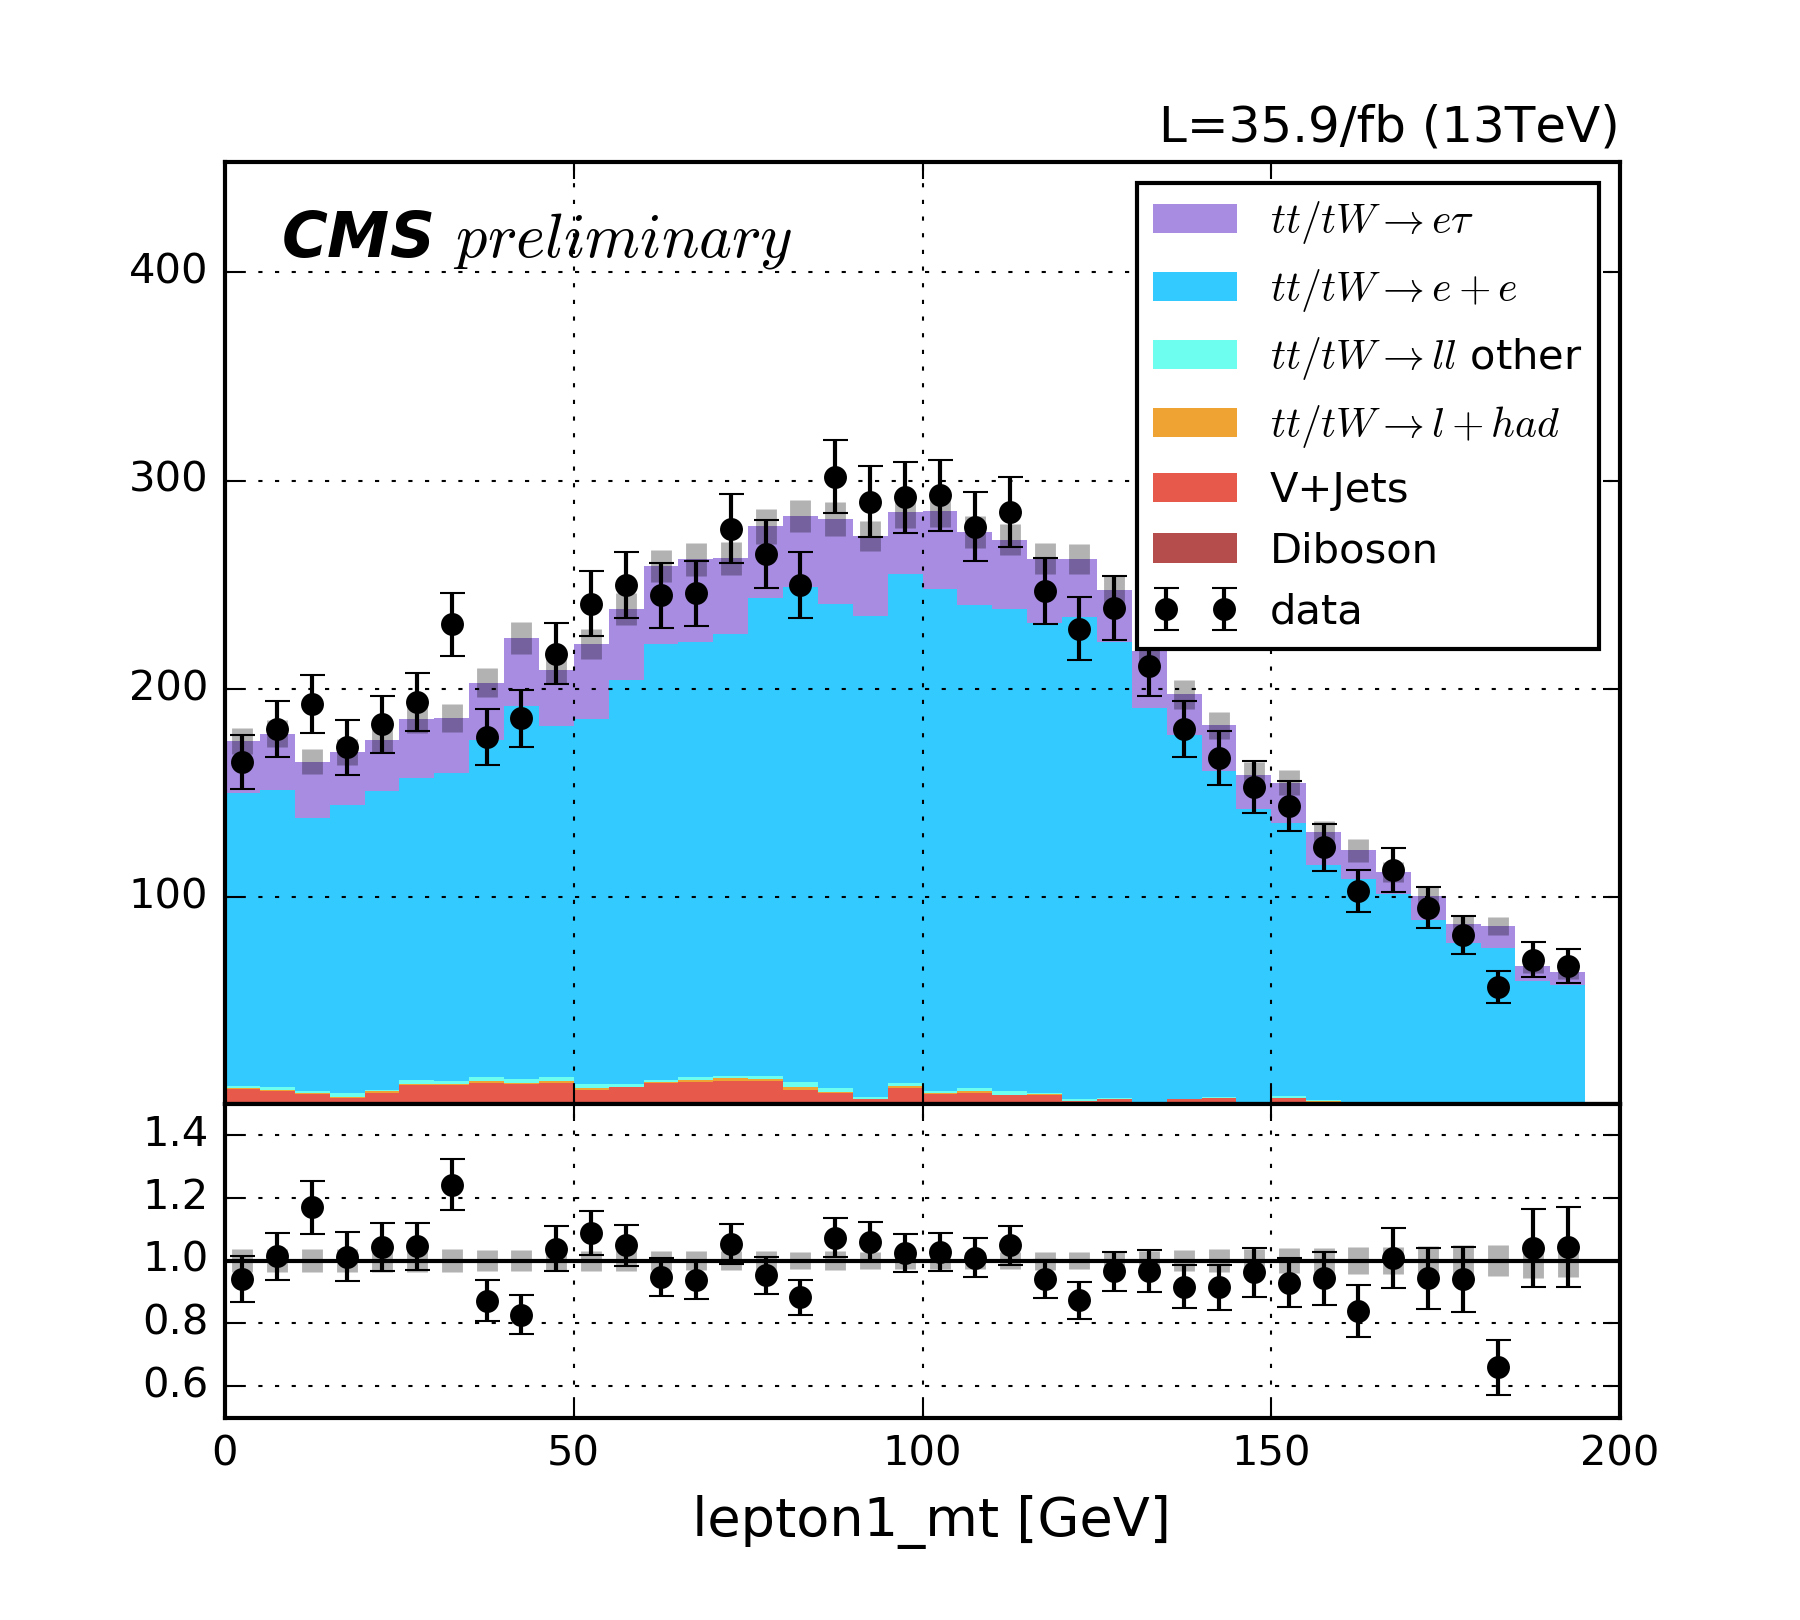 L=35.9/fb (13TeV)
CMS preliminary
tt/tW → eτ
tt/tW → e + e
tt/tW → ll other
tt/tW → l + had
V+Jets
Diboson
data
400
300
200
100
1.4
1.2
1.0
0.8
0.6
0 50 100 150 200
lepton1_mt [GeV]